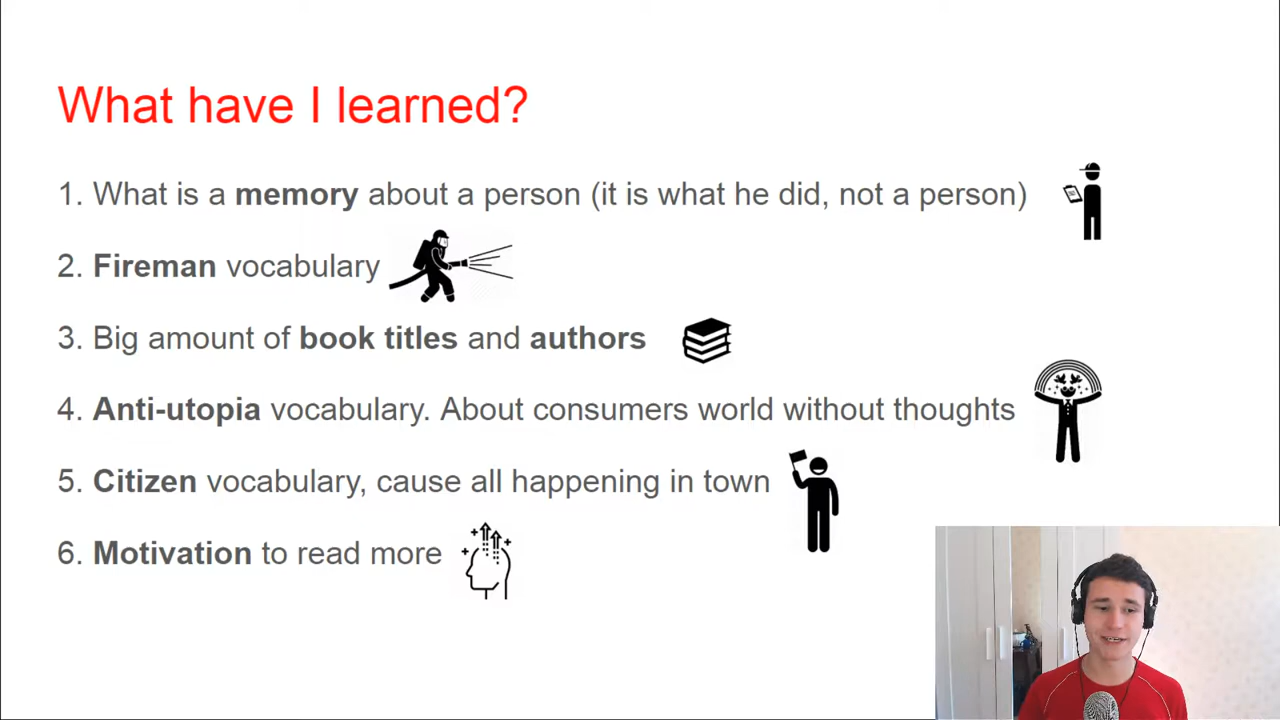 What have I learned?
1. What is a memory about a person (it is what he did, not a person)
2. Fireman vocabulary
3. Big amount of book titles and authors
4. Anti-utopia vocabulary. About consumers world without thoughts
5. Citizen vocabulary, cause all happening in town
6. Motivation to read more